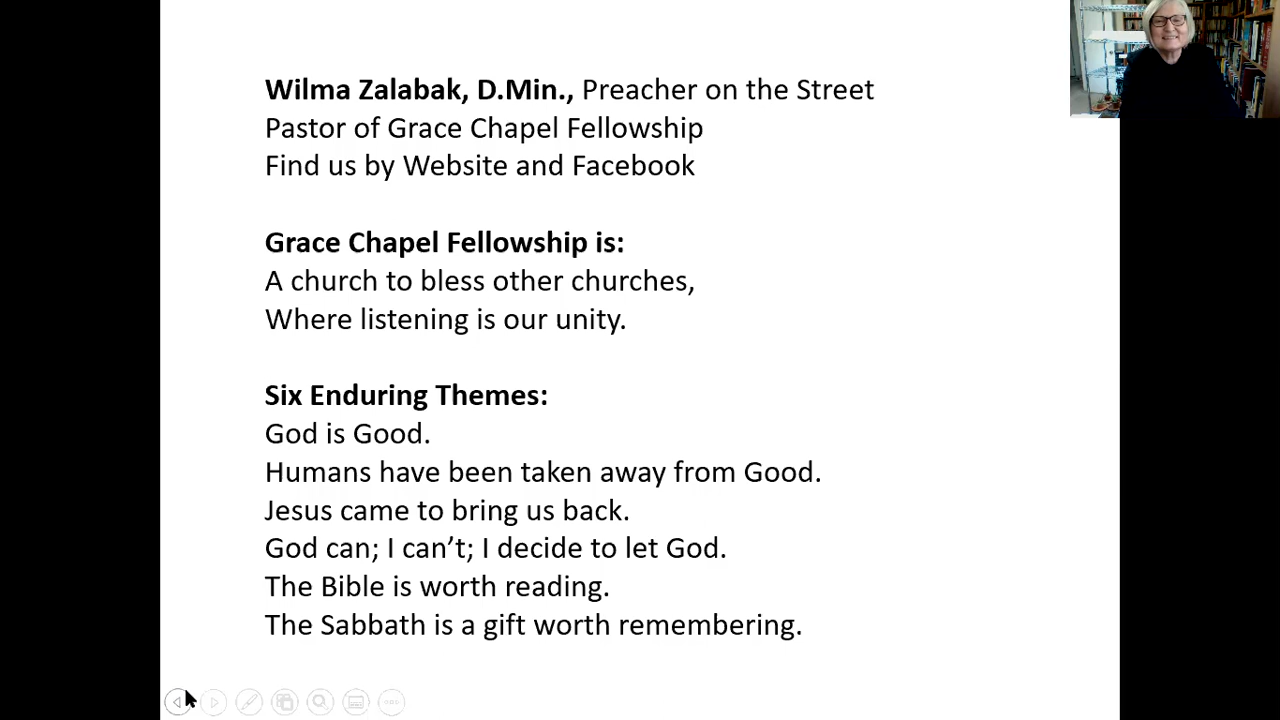 Wilma Zalabak, D.Min., Preacher on the Street
Pastor of Grace Chapel Fellowship
Find us by Website and Facebook
Grace Chapel Fellowship is:
A church to bless other churches,
Where listening is our unity.
Six Enduring Themes:
God is Good.
Humans have been taken away from Good.
Jesus came to bring us back.
God can; I can’t; I decide to let God.
The Bible is worth reading.
The Sabbath is a gift worth remembering.